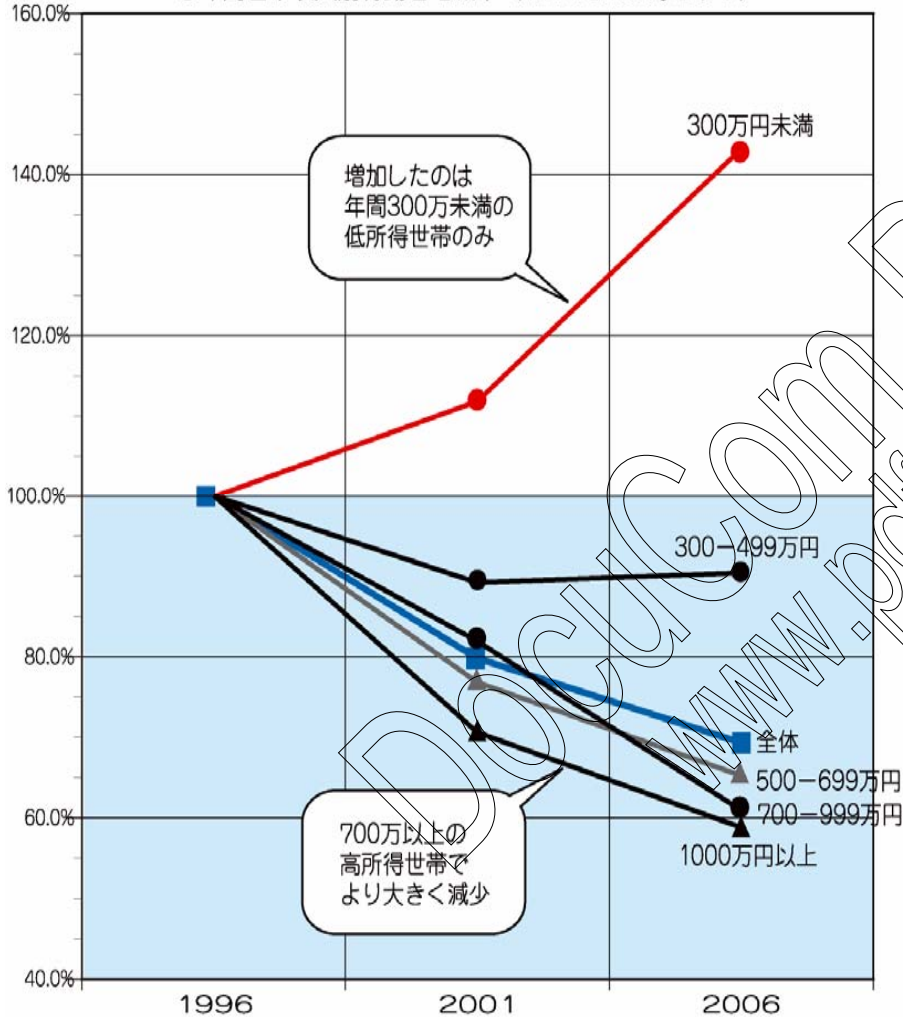 160.0%
300万円未満
増加したのは
年間300万未満の
低所得世帯のみ
140.0%
120.0%
100.0%
300-499万円
80.0%
全体
500-699万円
700-999万円
60.0%
1000万円以上
700万以上の
高所得世帯で
より大きく減少
40.0%
1996
2001
2006
DocuCom
www.pd